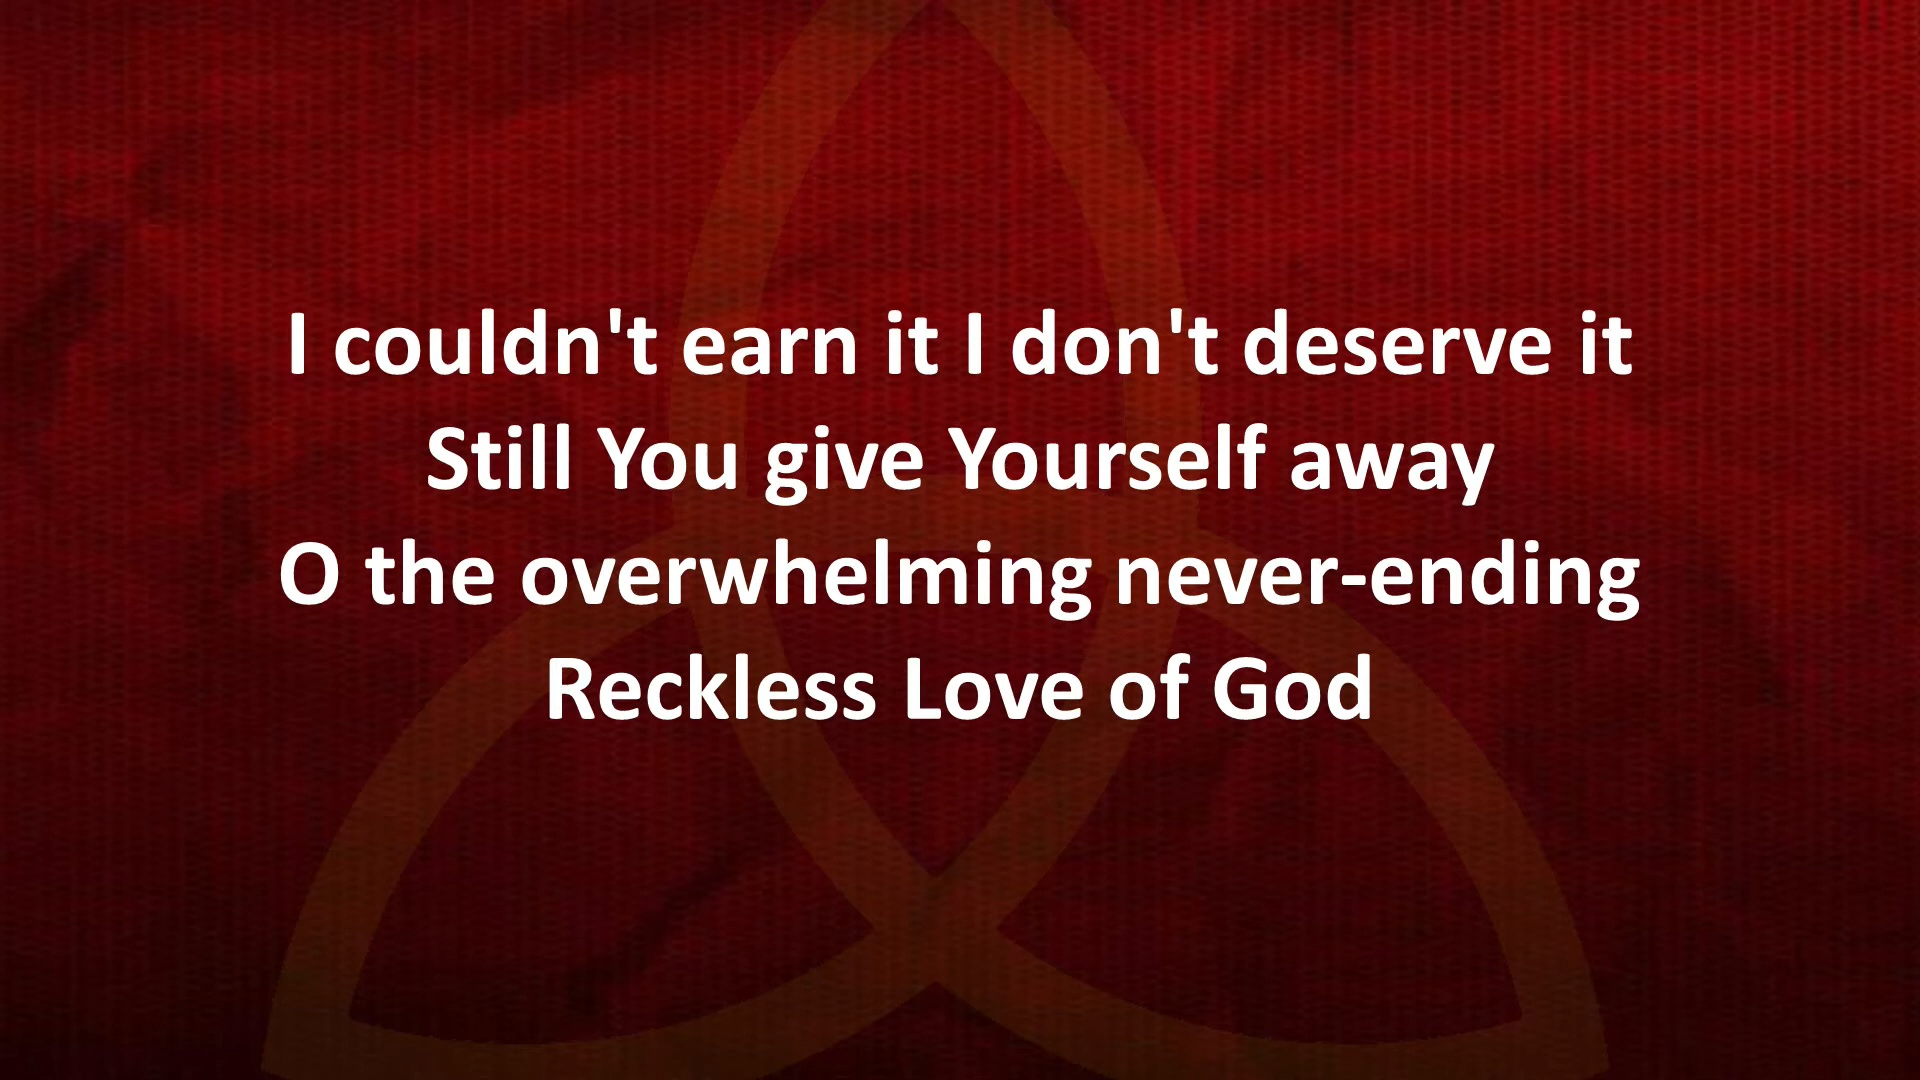 I couldn't earn it I don't deserve it
Still You give Yourself away
O the overwhelming never-ending
Reckless Love of God